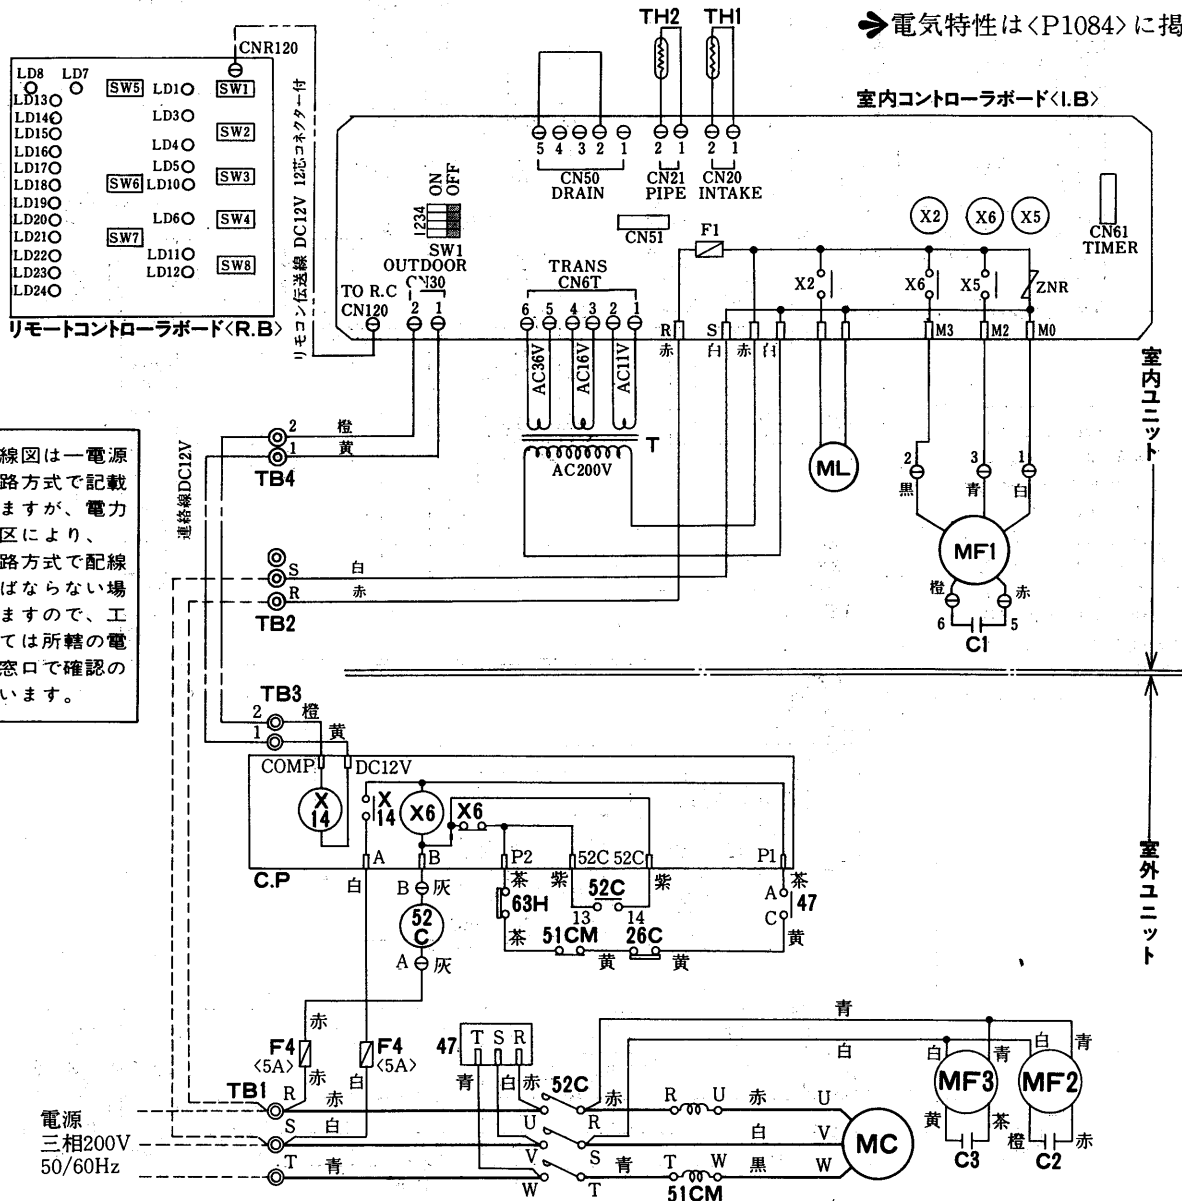 ➔電気特性は<P1084>に掲
TH2 TH1
CNR120
LD8 LD7
SW5 LD1 SW1
LD13
LD14 LD3
LD15 SW2
LD16 LD4
LD17 LD5 SW3
LD18 SW6 LD10
LD19
LD20 LD6 SW4
LD21 SW7
LD22 LD11
LD23 LD12 SW8
LD24
リモートコントローラボード<R.B>
リモコン伝送線 DC12V 12芯コネクター付
室内コントローラボード<I.B>
5 4 3 2 1
CN50
DRAIN
2 1
CN21
PIPE
2 1
CN20
INTAKE
ON
OFF
1234
SW1
CN51
F1
X2 X6 X5
CN61
TIMER
OUTDOOR
CN30
2 1
TO R.C
CN120
TRANS
CN6T
6 5 4 3 2 1
X2 X6 X5 ZNR
R S
赤 白 赤 白
M3 M2 M0
AC36V AC16V AC11V
T
AC200V
ML
2 3 1
黒 青 白
MF1
橙 赤
6 5
C1
室内ユニット
2 橙
1 黄
TB4
連絡線DC12V
S 白
R 赤
TB2
線図は一電源
路方式で記載
ますが、電力
区により、
路方式で配線
ばならない場
ますので、工
ては所轄の電
窓口で確認の
います。
TB3
2 橙
1 黄
COMP. DC12V
X
14
X
14
X6 X6
A B P2 52C 52C P1
C.P
白 B 灰 茶 紫 52C 紫 A 茶
63H 47
52
C
13 14 C
茶 51CM 26C 黄
A 灰 黄 黄
室外ユニット
赤 F4
<5A>
赤
F4
<5A>
白
47 T S R
青 白 赤
52C
青
白
白 青 白 青
MF3 MF2
黄 茶 橙 赤
C3 C2
TB1 R 赤 U R 赤 R U 赤 U
電源 S 白 V S 白 V
三相200V
50/60Hz
T 青 W T 青 T W 黒 W
51CM
MC